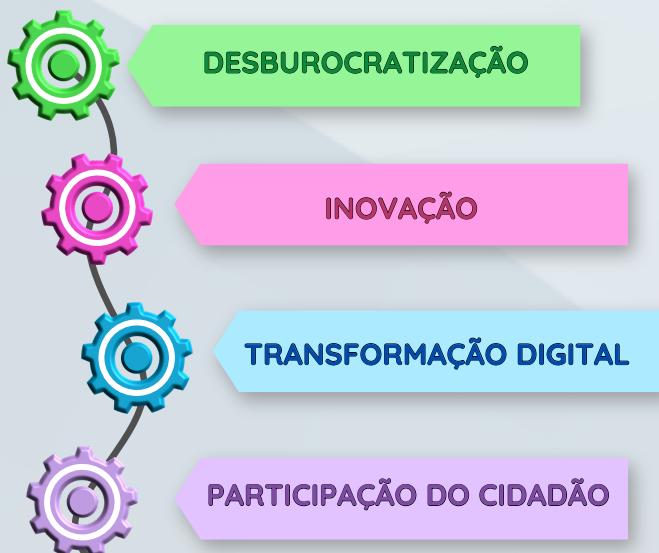 DESBUROCRATIZAÇÃO
INOVAÇÃO
TRANSFORMAÇÃO DIGITAL
PARTICIPAÇÃO DO CIDADÃO